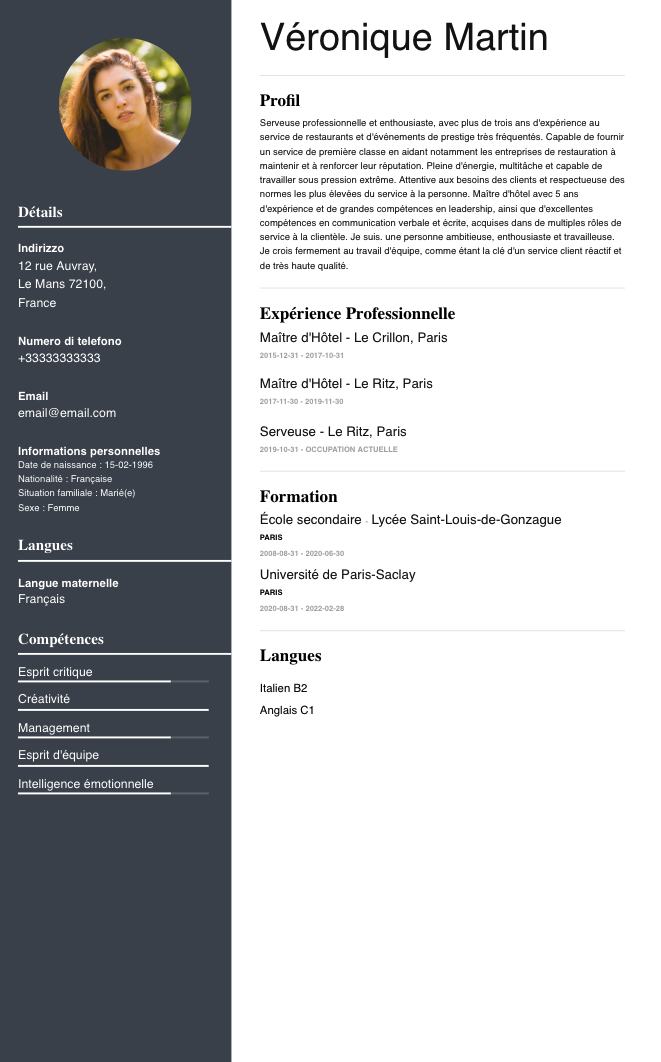 Véronique Martin
Détails
Indirizzo
12 rue Auvray,
Le Mans 72100,
France
Numero di telefono
+33333333333
Email
email@email.com
Informations personnelles
Date de naissance : 15-02-1996
Nationalité : Française
Situation familiale : Marié(e)
Sexe : Femme
Langues
Langue maternelle
Français
Compétences
Esprit critique
Créativité
Management
Esprit d'équipe
Intelligence émotionnelle
Profil
Serveuse professionnelle et enthousiaste, avec plus de trois ans d'expérience au
service de restaurants et d'événements de prestige très fréquentés. Capable de fournir
un service de première classe en aidant notamment les entreprises de restauration à
maintenir et à renforcer leur réputation. Pleine d'énergie, multitâche et capable de
travailler sous pression extrême. Attentive aux besoins des clients et respectueuse des
normes les plus élevées du service à la personne. Maître d'hôtel avec 5 ans
d'expérience et de grandes compétences en leadership, ainsi que d'excellentes
compétences en communication verbale et écrite, acquises dans de multiples rôles de
service à la clientèle. Je suis. une personne ambitieuse, enthousiaste et travailleuse.
Je crois fermement au travail d'équipe, comme étant la clé d'un service client réactif et
de très haute qualité.
Expérience Professionnelle
Maître d'Hôtel - Le Crillon, Paris
2015-12-31 - 2017-10-31
Maître d'Hôtel - Le Ritz, Paris
2017-11-30 - 2019-11-30
Serveuse - Le Ritz, Paris
2019-10-31 - OCCUPATION ACTUELLE
Formation
École secondaire - Lycée Saint-Louis-de-Gonzague
PARIS
2008-08-31 - 2020-06-30
Université de Paris-Saclay
PARIS
2020-08-31 - 2022-02-28
Langues
Italien B2
Anglais C1